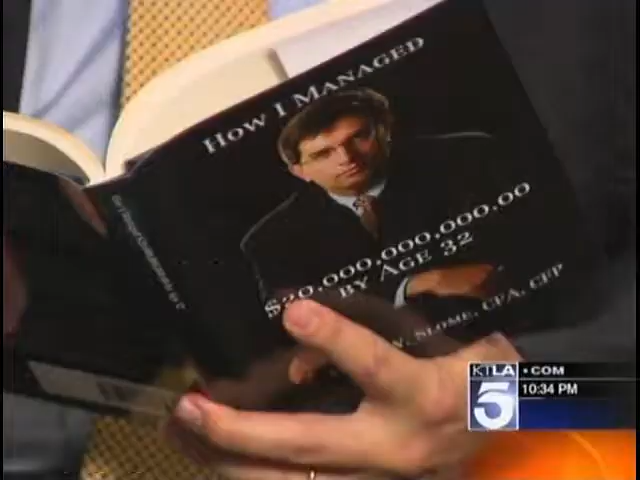 How I Managed
$20,000,000,000.00
by Age 32
W. Slome, CFA, CFP
KTLA
5
.COM
10:34 PM